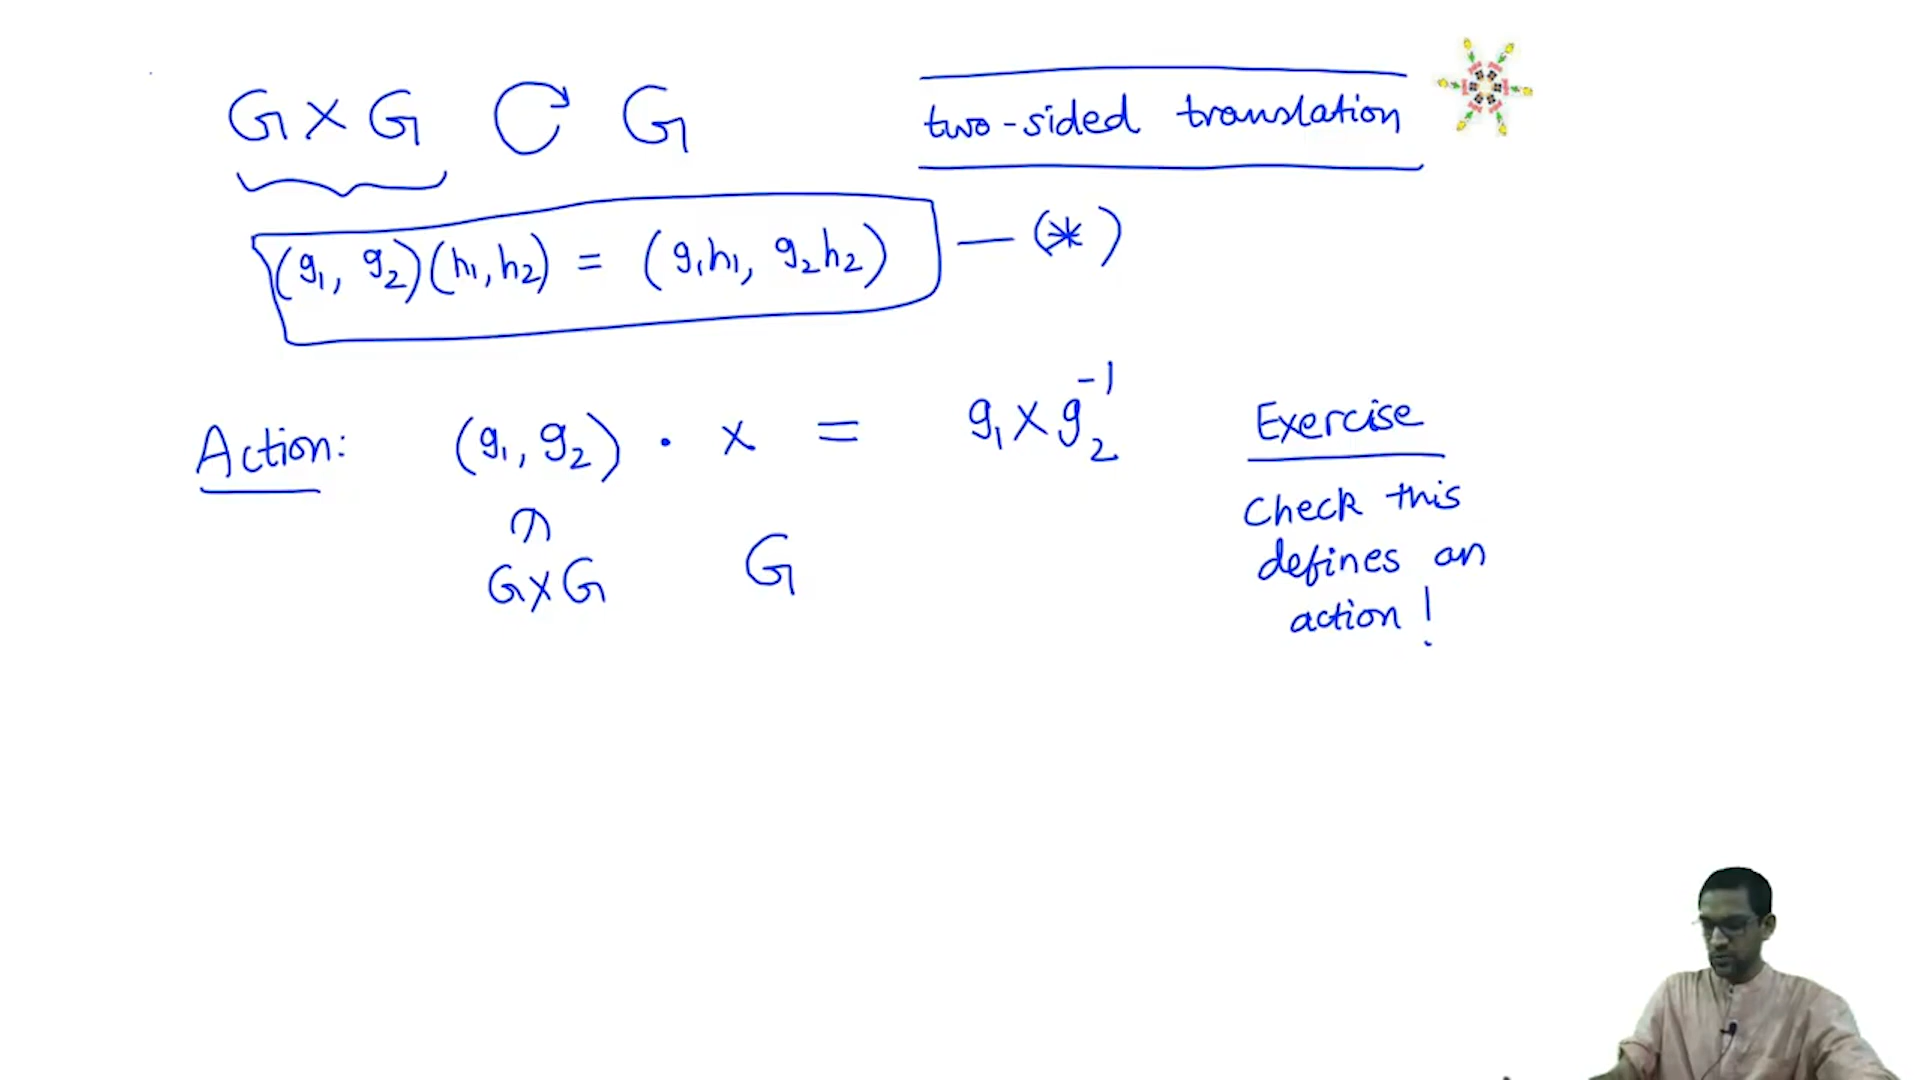 G × G ↻ G
two-sided translation
(g₁, g₂)(h₁, h₂) = (g₁h₁, g₂h₂) — (*)
Action: (g₁, g₂) · x = g₁ x g₂⁻¹
G×G G
Exercise
Check this
defines an
action !